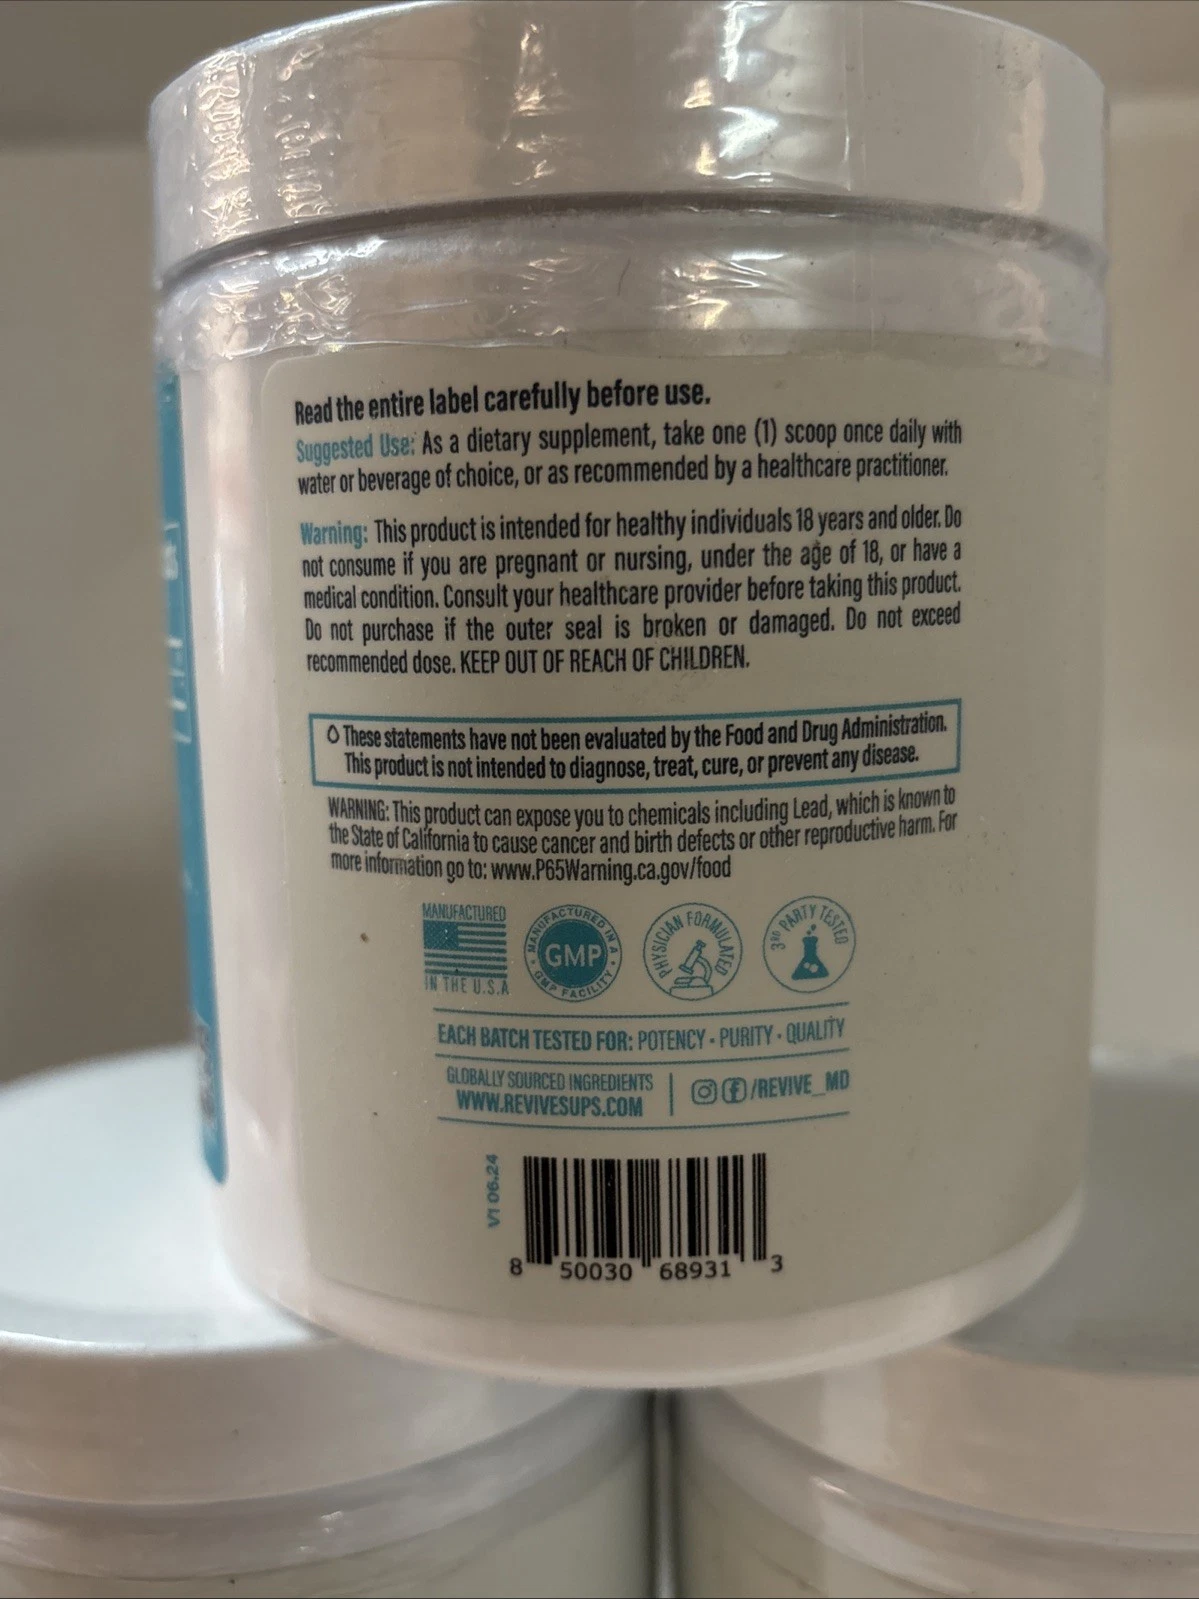 Read the entire label carefully before use.
Suggested Use: As a dietary supplement, take one (1) scoop once daily with
water or beverage of choice, or as recommended by a healthcare practitioner.
Warning: This product is intended for healthy individuals 18 years and older. Do
not consume if you are pregnant or nursing, under the age of 18, or have a
medical condition. Consult your healthcare provider before taking this product.
Do not purchase if the outer seal is broken or damaged. Do not exceed
recommended dose. KEEP OUT OF REACH OF CHILDREN.
◊ These statements have not been evaluated by the Food and Drug Administration.
This product is not intended to diagnose, treat, cure, or prevent any disease.
WARNING: This product can expose you to chemicals including Lead, which is known to
the State of California to cause cancer and birth defects or other reproductive harm. For
more information go to: www.P65Warning.ca.gov/food
MANUFACTURED
IN THE U.S.A
MANUFACTURED IN A
GMP
GMP FACILITY
PHYSICIAN FORMULATED
3RD PARTY TESTED
EACH BATCH TESTED FOR: POTENCY • PURITY • QUALITY
GLOBALLY SOURCED INGREDIENTS
WWW.REVIVESUPS.COM
/REVIVE_MD
V1 06.24
8 50030 68931 3